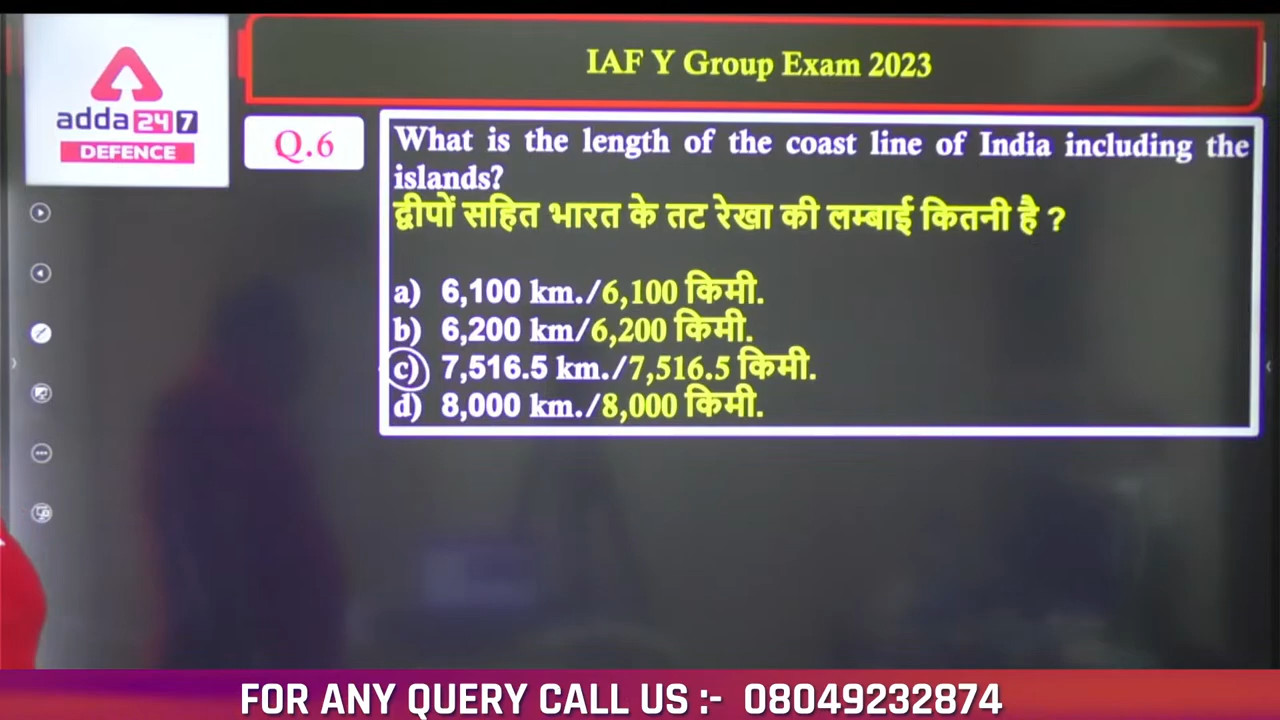 IAF Y Group Exam 2023
adda 247
DEFENCE
Q.6
What is the length of the coast line of India including the
islands?
द्वीपों सहित भारत के तट रेखा की लम्बाई कितनी है ?
a) 6,100 km./6,100 किमी.
b) 6,200 km/6,200 किमी.
c) 7,516.5 km./7,516.5 किमी.
d) 8,000 km./8,000 किमी.
FOR ANY QUERY CALL US :- 08049232874